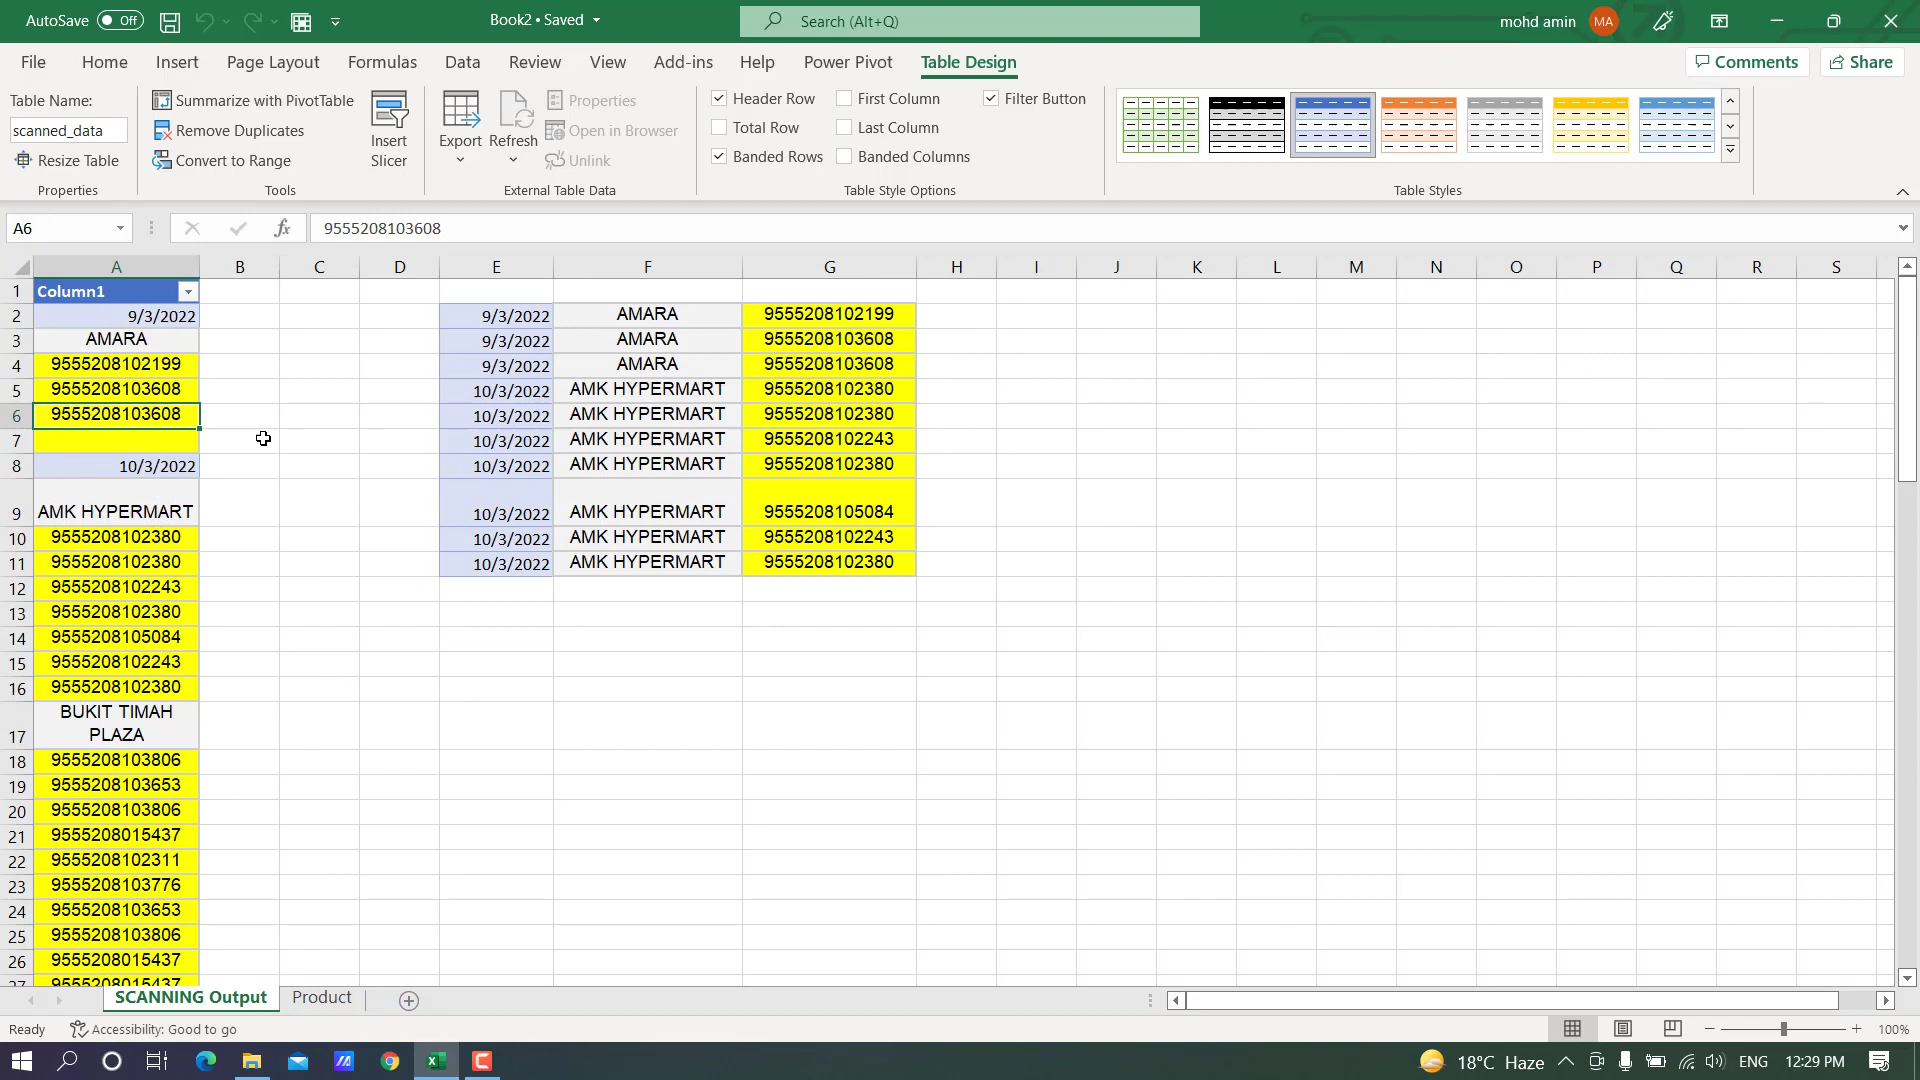 AutoSave Off Book2 • Saved Search (Alt+Q) mohd amin MA
File Home Insert Page Layout Formulas Data Review View Add-ins Help Power Pivot Table Design Comments Share
Table Name:
scanned_data
Resize Table
Properties
Summarize with PivotTable
Remove Duplicates
Convert to Range
Tools
Insert
Slicer
Export Refresh
Properties
Open in Browser
Unlink
External Table Data
Header Row First Column Filter Button
Total Row Last Column
Banded Rows Banded Columns
Table Style Options
Table Styles
A6 fx 9555208103608
A B C D E F G H I J K L M N O P Q R S
1 Column1
2 9/3/2022 9/3/2022 AMARA 9555208102199
3 AMARA 9/3/2022 AMARA 9555208103608
4 9555208102199 9/3/2022 AMARA 9555208103608
5 9555208103608 10/3/2022 AMK HYPERMART 9555208102380
6 9555208103608 10/3/2022 AMK HYPERMART 9555208102380
7 10/3/2022 AMK HYPERMART 9555208102243
8 10/3/2022 10/3/2022 AMK HYPERMART 9555208102380
9 AMK HYPERMART 10/3/2022 AMK HYPERMART 9555208105084
10 9555208102380 10/3/2022 AMK HYPERMART 9555208102243
11 9555208102380 10/3/2022 AMK HYPERMART 9555208102380
12 9555208102243
13 9555208102380
14 9555208105084
15 9555208102243
16 9555208102380
BUKIT TIMAH
17 PLAZA
18 9555208103806
19 9555208103653
20 9555208103806
21 9555208015437
22 9555208102311
23 9555208103776
24 9555208103653
25 9555208103806
26 9555208015437
27 9555208015437
SCANNING Output Product
Ready Accessibility: Good to go 100%
18°C Haze ENG 12:29 PM